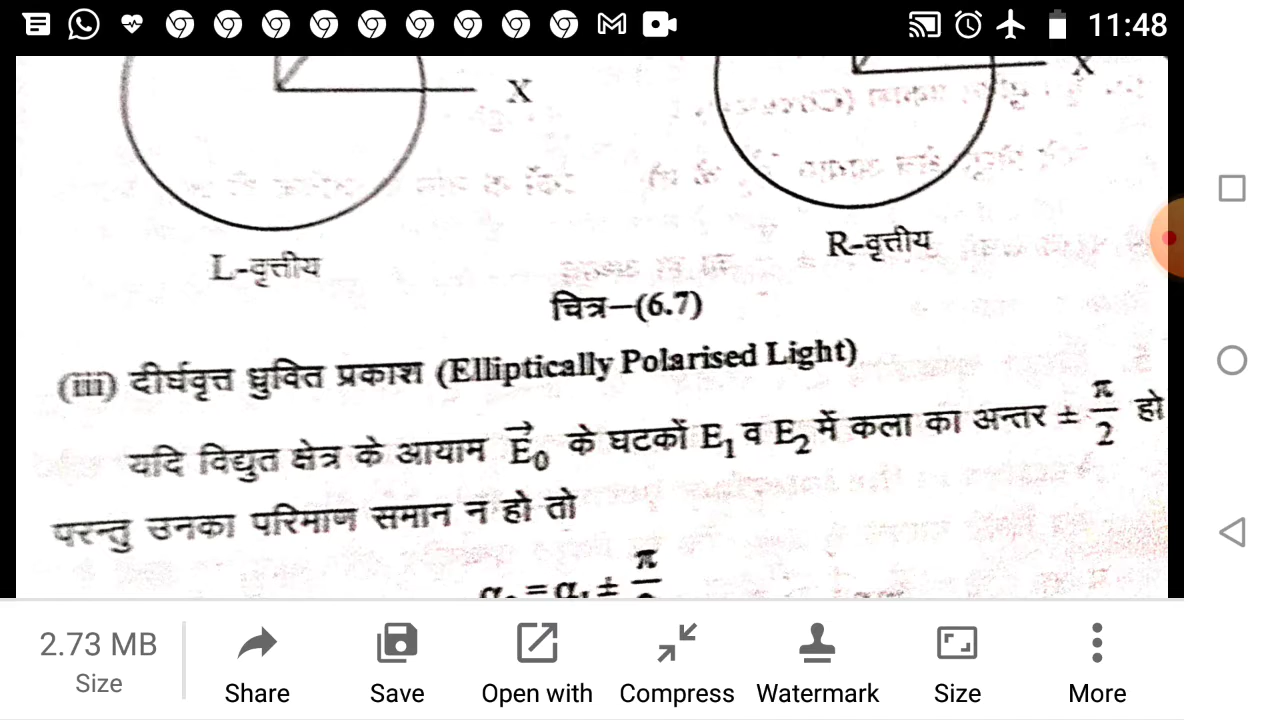 11:48
X
X
L-वृत्तीय
R-वृत्तीय
चित्र-(6.7)
(iii) दीर्घवृत्त ध्रुवित प्रकाश (Elliptically Polarised Light)
यदि विद्युत क्षेत्र के आयाम E⃗₀ के घटकों E₁ व E₂ में कला का अन्तर ± π/2 हो
परन्तु उनका परिमाण समान न हो तो
2.73 MB
Size
Share
Save
Open with
Compress
Watermark
Size
More